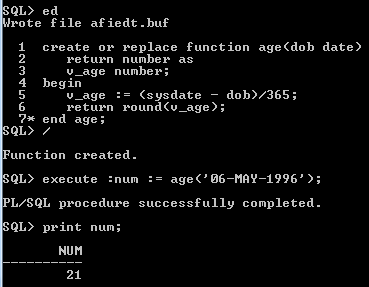 SQL> ed
Wrote file afiedt.buf
1 create or replace function age(dob date)
2 return number as
3 v_age number;
4 begin
5 v_age := (sysdate - dob)/365;
6 return round(v_age);
7* end age;
SQL> /
Function created.
SQL> execute :num := age('06-MAY-1996');
PL/SQL procedure successfully completed.
SQL> print num;
NUM
----------
21